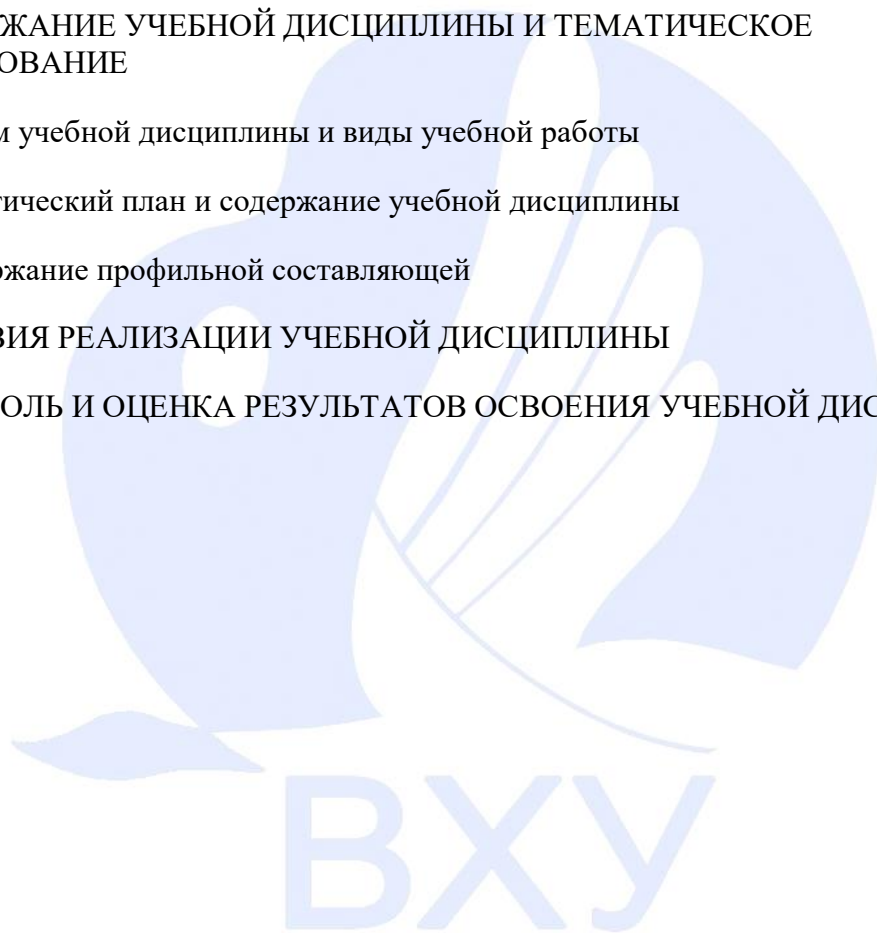 ЖАНИЕ УЧЕБНОЙ ДИСЦИПЛИНЫ И ТЕМАТИЧЕСКОЕ
ОВАНИЕ
м учебной дисциплины и виды учебной работы
тический план и содержание учебной дисциплины
ржание профильной составляющей
ВИЯ РЕАЛИЗАЦИИ УЧЕБНОЙ ДИСЦИПЛИНЫ
ОЛЬ И ОЦЕНКА РЕЗУЛЬТАТОВ ОСВОЕНИЯ УЧЕБНОЙ ДИС
ВХУ